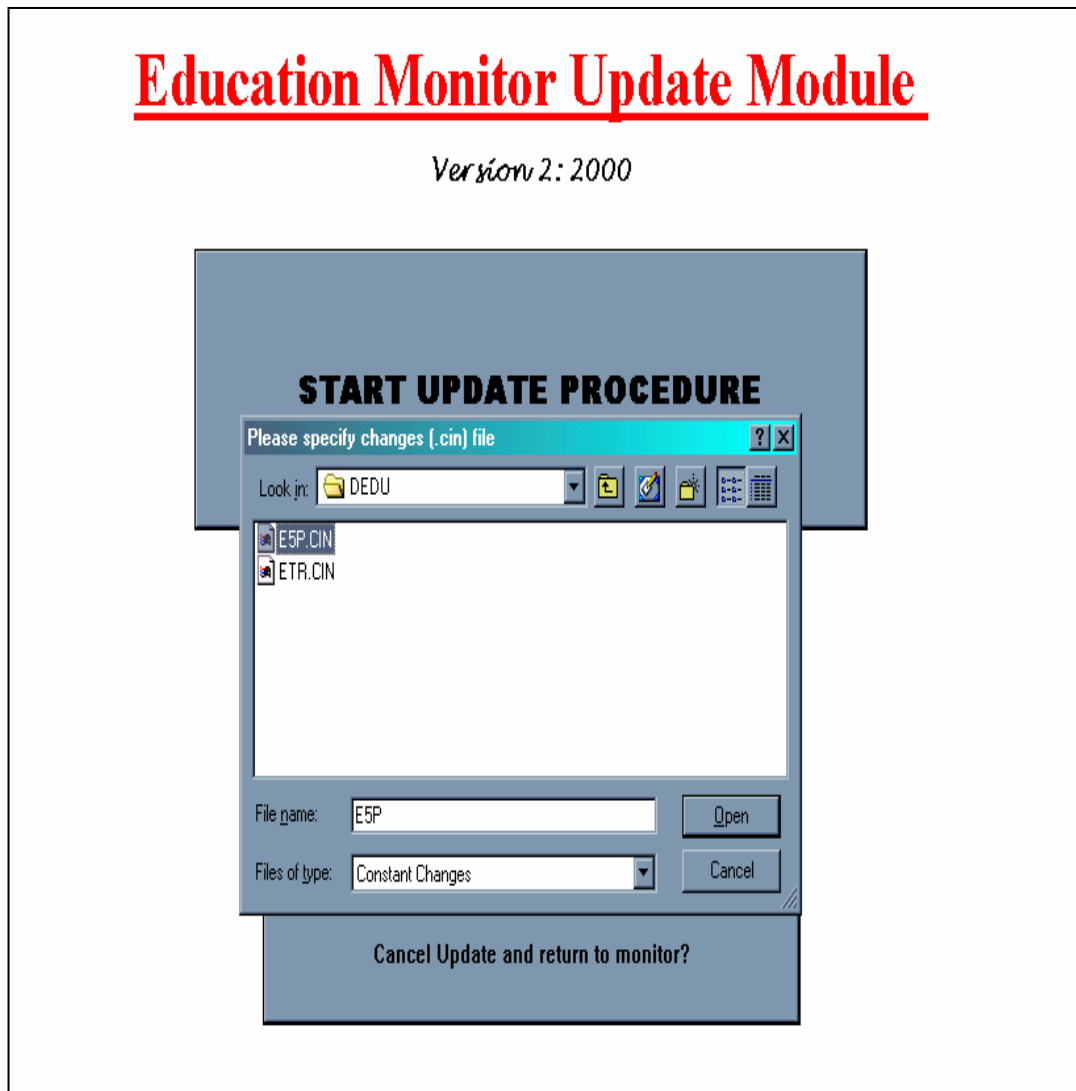 Education Monitor Update Module
Version 2: 2000
START UPDATE PROCEDURE
Please specify changes (.cin) file
Look in: DEDU
E5P.CIN
ETR.CIN
File name: E5P Open
Files of type: Constant Changes Cancel
Cancel Update and return to monitor?